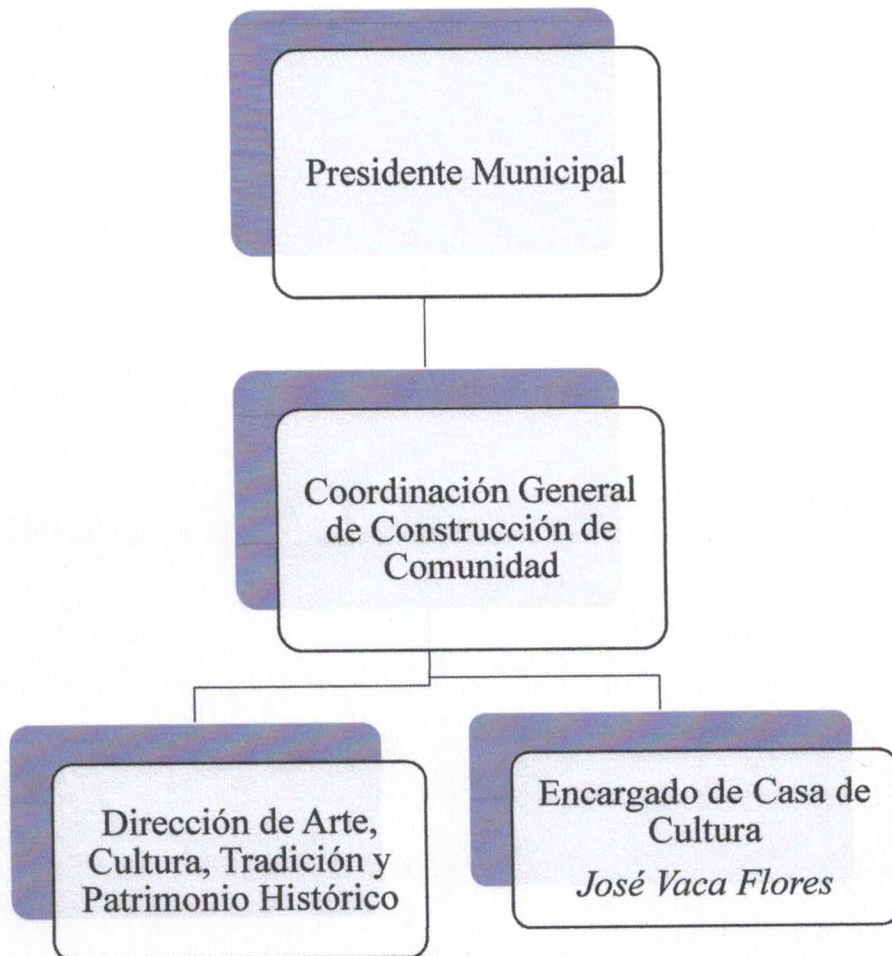 Presidente Municipal
Coordinación General
de Construcción de
Comunidad
Dirección de Arte,
Cultura, Tradición y
Patrimonio Histórico
Encargado de Casa de
Cultura
José Vaca Flores